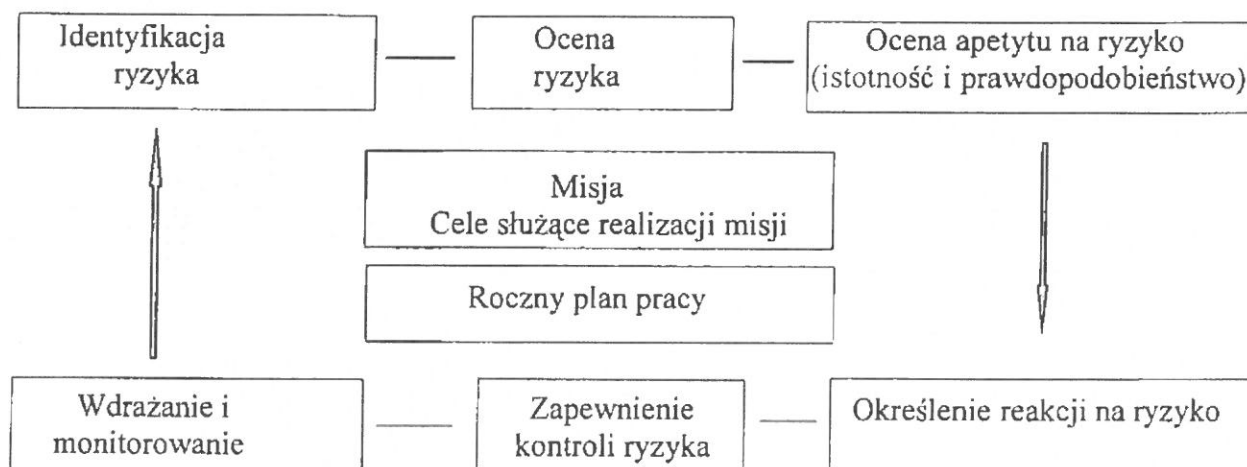 Identyfikacja
ryzyka
Ocena
ryzyka
Ocena apetytu na ryzyko
(istotność i prawdopodobieństwo)
Misja
Cele służące realizacji misji
Roczny plan pracy
Wdrażanie i
monitorowanie
Zapewnienie
kontroli ryzyka
Określenie reakcji na ryzyko